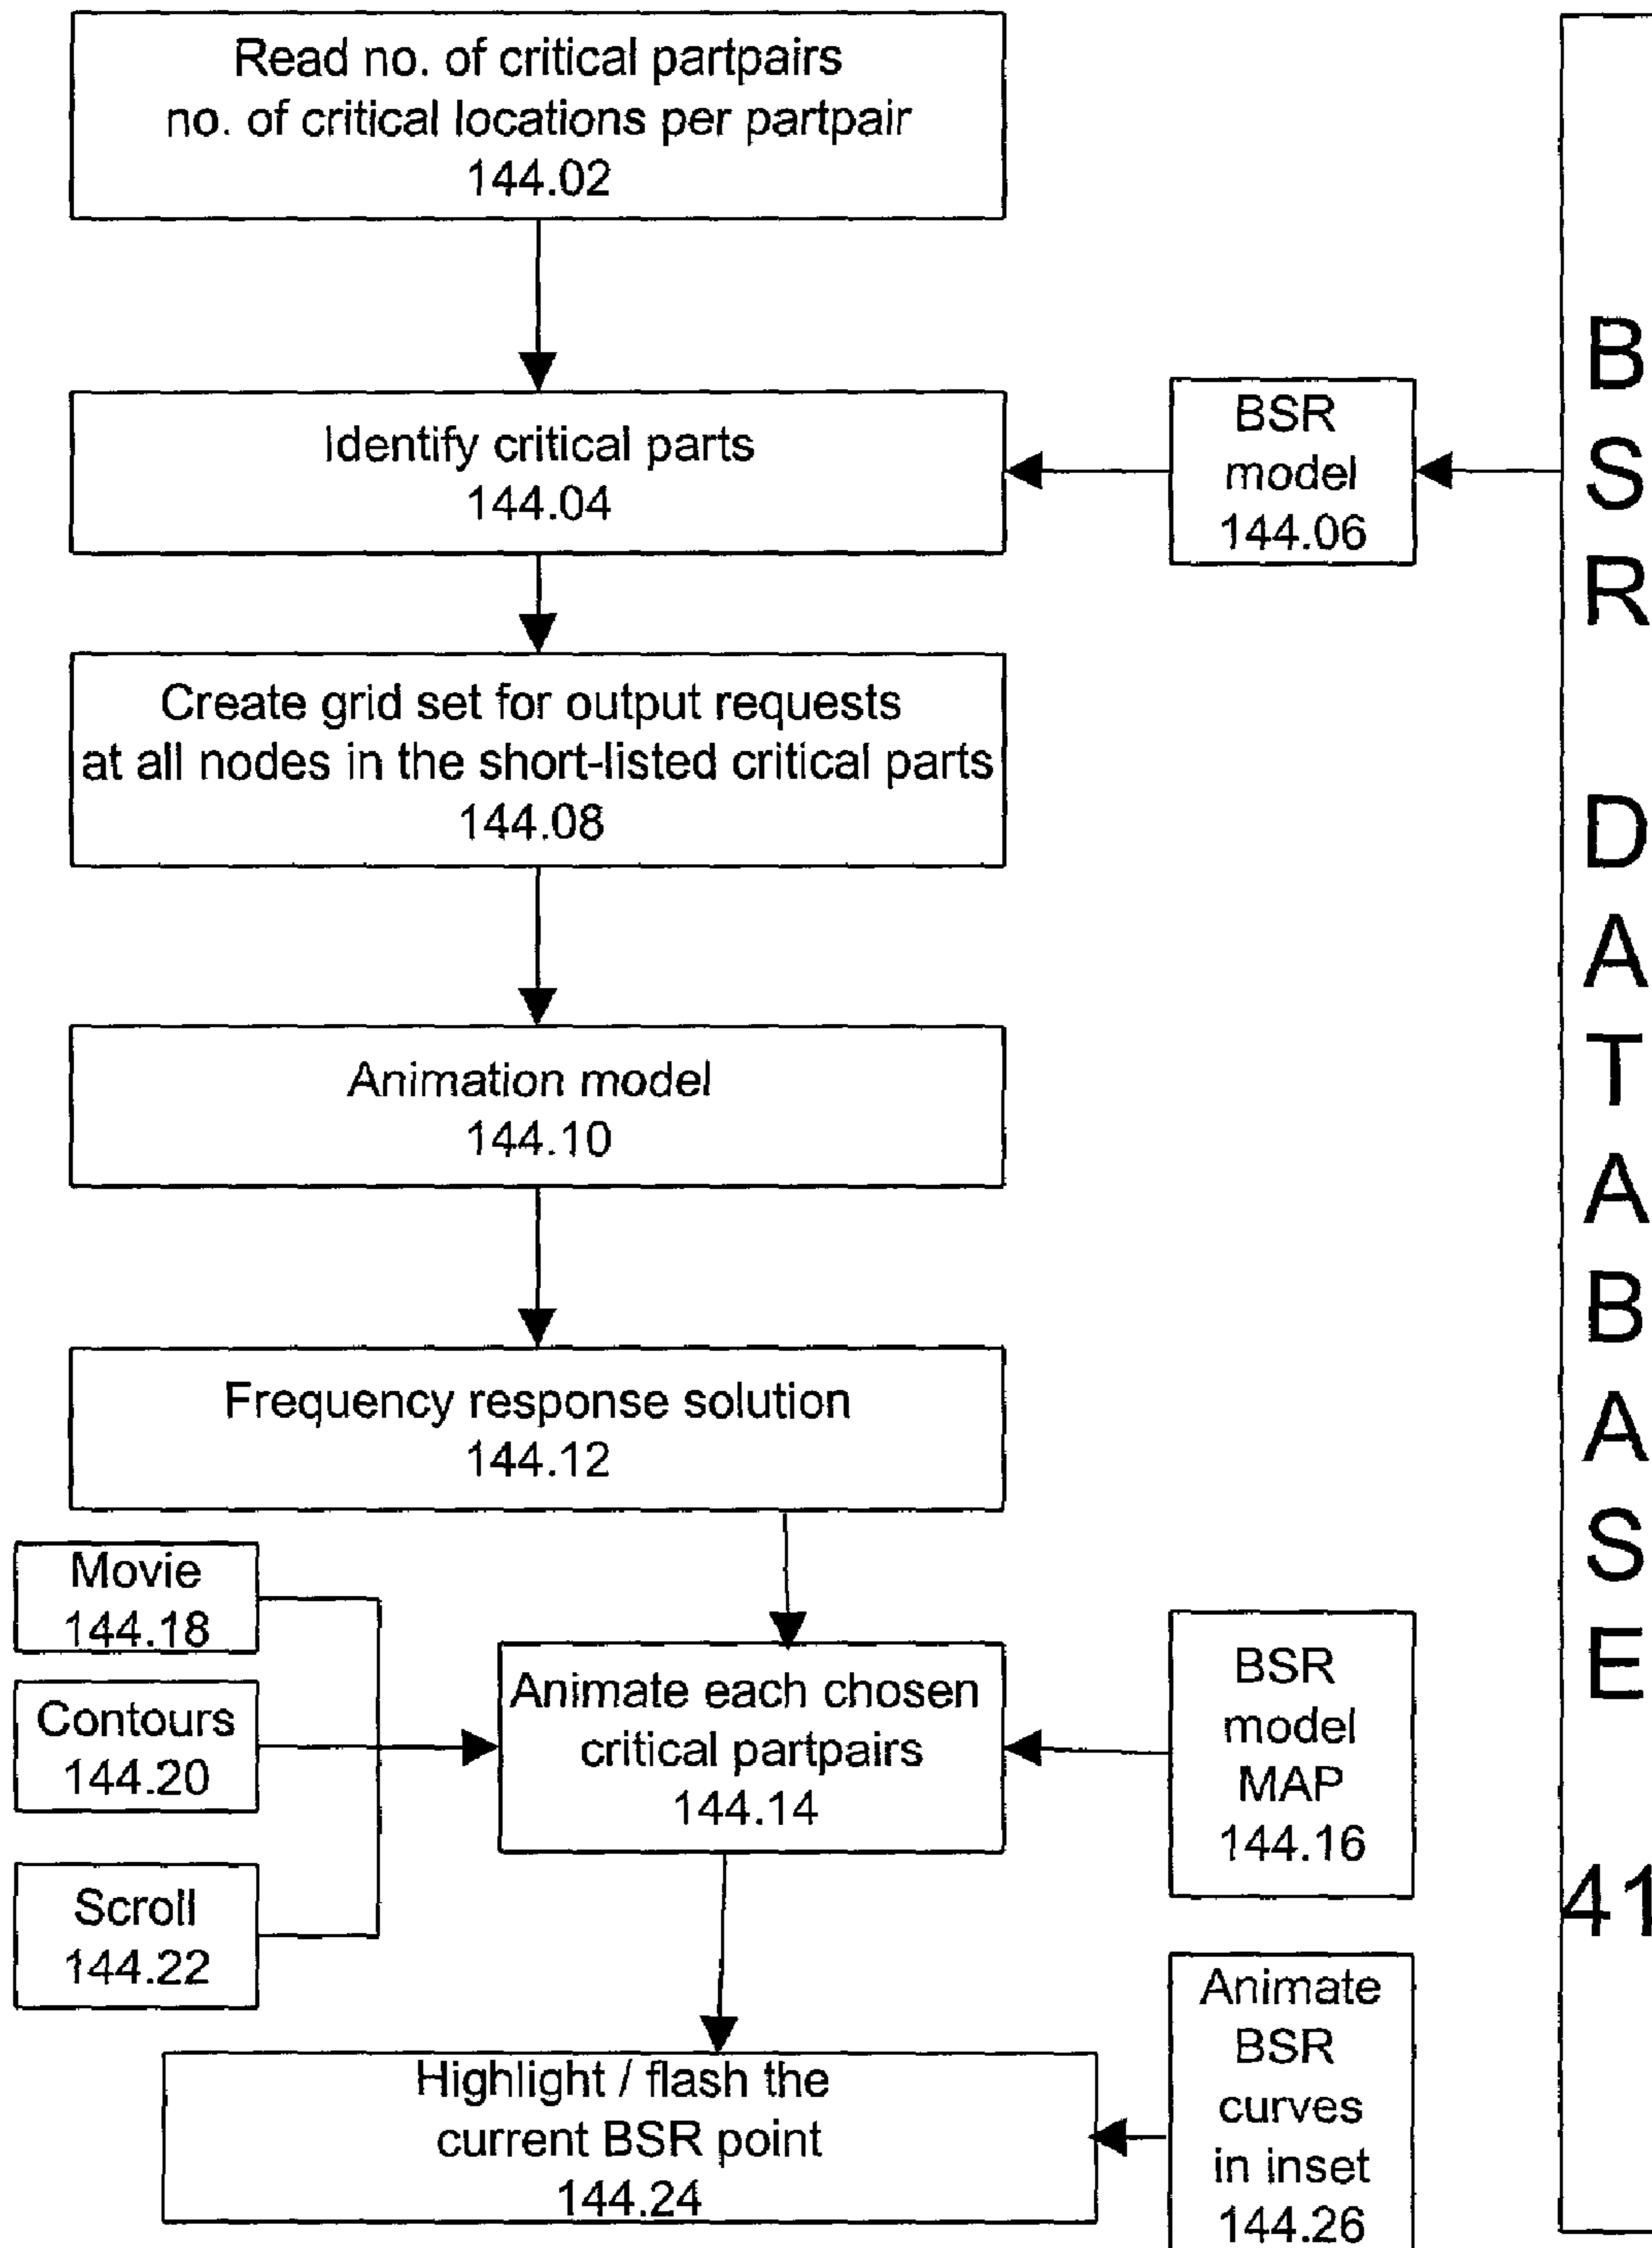 Read no. of critical partpairs
no. of critical locations per partpair
144.02
Identify critical parts
144.04
BSR
model
144.06
Create grid set for output requests
at all nodes in the short-listed critical parts
144.08
Animation model
144.10
Frequency response solution
144.12
Movie
144.18
Contours
144.20
Scroll
144.22
Animate each chosen
critical partpairs
144.14
BSR
model
MAP
144.16
Highlight / flash the
current BSR point
144.24
Animate
BSR
curves
in inset
144.26
B
S
R
D
A
T
A
B
A
S
E
41